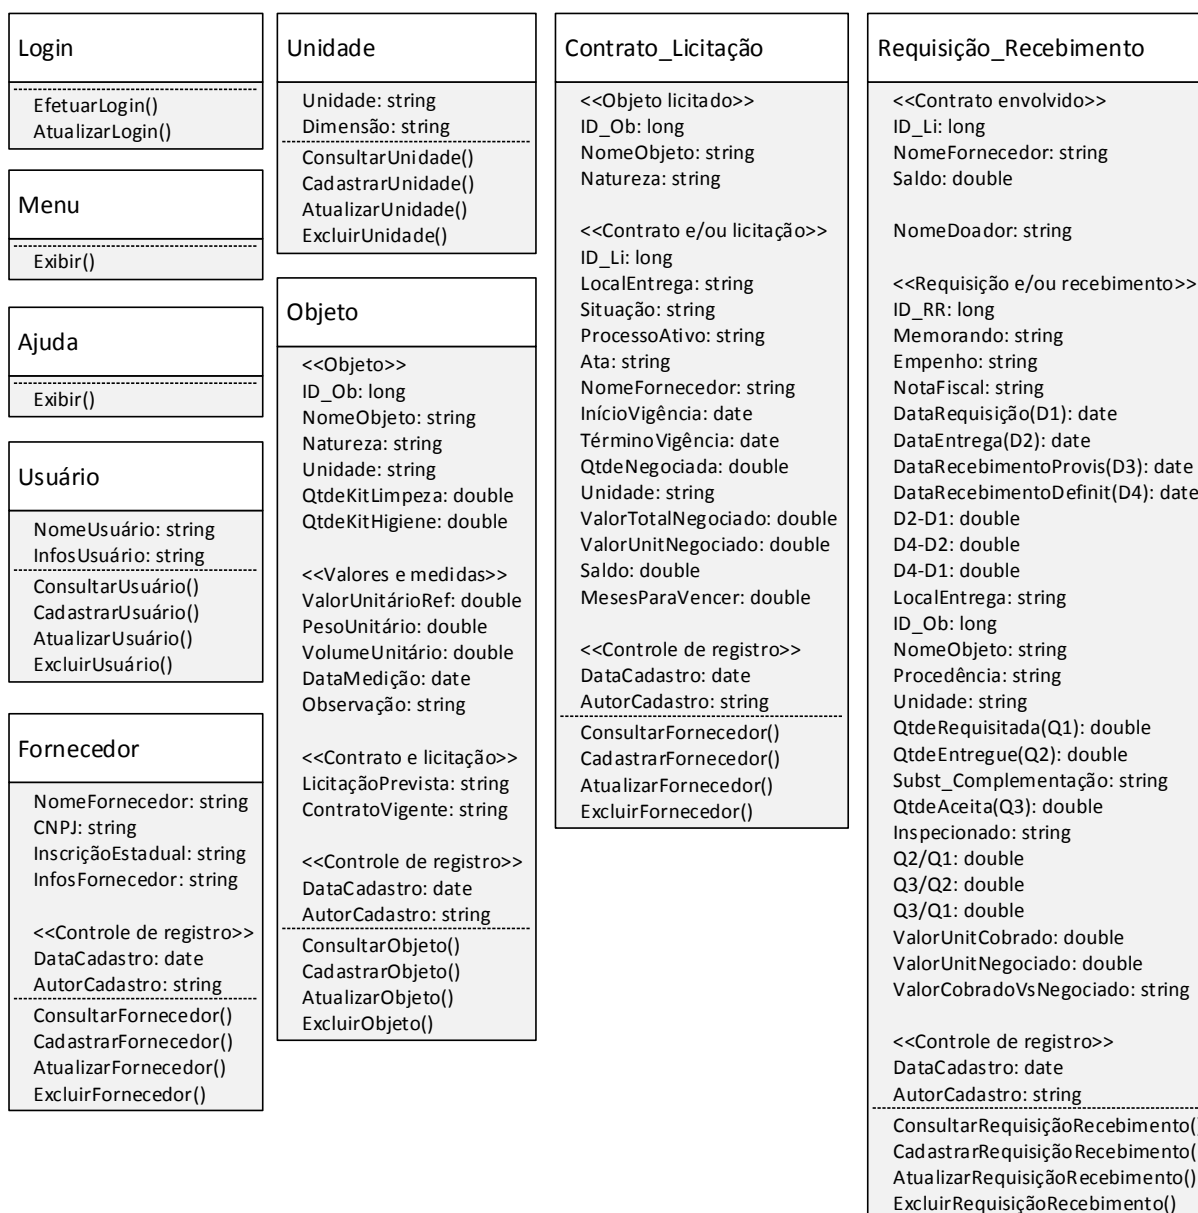 Login
EfetuarLogin()
AtualizarLogin()
Menu
Exibir()
Ajuda
Exibir()
Usuário
NomeUsuário: string
InfosUsuário: string
ConsultarUsuário()
CadastrarUsuário()
AtualizarUsuário()
ExcluirUsuário()
Fornecedor
NomeFornecedor: string
CNPJ: string
InscriçãoEstadual: string
InfosFornecedor: string
<<Controle de registro>>
DataCadastro: date
AutorCadastro: string
ConsultarFornecedor()
CadastrarFornecedor()
AtualizarFornecedor()
ExcluirFornecedor()
Unidade
Unidade: string
Dimensão: string
ConsultarUnidade()
CadastrarUnidade()
AtualizarUnidade()
ExcluirUnidade()
Objeto
<<Objeto>>
ID_Ob: long
NomeObjeto: string
Natureza: string
Unidade: string
QtdeKitLimpeza: double
QtdeKitHigiene: double
<<Valores e medidas>>
ValorUnitárioRef: double
PesoUnitário: double
VolumeUnitário: double
DataMedição: date
Observação: string
<<Contrato e licitação>>
LicitaçãoPrevista: string
ContratoVigente: string
<<Controle de registro>>
DataCadastro: date
AutorCadastro: string
ConsultarObjeto()
CadastrarObjeto()
AtualizarObjeto()
ExcluirObjeto()
Contrato_Licitação
<<Objeto licitado>>
ID_Ob: long
NomeObjeto: string
Natureza: string
<<Contrato e/ou licitação>>
ID_Li: long
LocalEntrega: string
Situação: string
ProcessoAtivo: string
Ata: string
NomeFornecedor: string
InícioVigência: date
TérminoVigência: date
QtdeNegociada: double
Unidade: string
ValorTotalNegociado: double
ValorUnitNegociado: double
Saldo: double
MesesParaVencer: double
<<Controle de registro>>
DataCadastro: date
AutorCadastro: string
ConsultarFornecedor()
CadastrarFornecedor()
AtualizarFornecedor()
ExcluirFornecedor()
Requisição_Recebimento
<<Contrato envolvido>>
ID_Li: long
NomeFornecedor: string
Saldo: double
NomeDoador: string
<<Requisição e/ou recebimento>>
ID_RR: long
Memorando: string
Empenho: string
NotaFiscal: string
DataRequisição(D1): date
DataEntrega(D2): date
DataRecebimentoProvis(D3): date
DataRecebimentoDefinit(D4): date
D2-D1: double
D4-D2: double
D4-D1: double
LocalEntrega: string
ID_Ob: long
NomeObjeto: string
Procedência: string
Unidade: string
QtdeRequisitada(Q1): double
QtdeEntregue(Q2): double
Subst_Complementação: string
QtdeAceita(Q3): double
Inspecionado: string
Q2/Q1: double
Q3/Q2: double
Q3/Q1: double
ValorUnitCobrado: double
ValorUnitNegociado: double
ValorCobradoVsNegociado: string
<<Controle de registro>>
DataCadastro: date
AutorCadastro: string
ConsultarRequisiçãoRecebimento()
CadastrarRequisiçãoRecebimento(
AtualizarRequisiçãoRecebimento()
ExcluirRequisiçãoRecebimento()